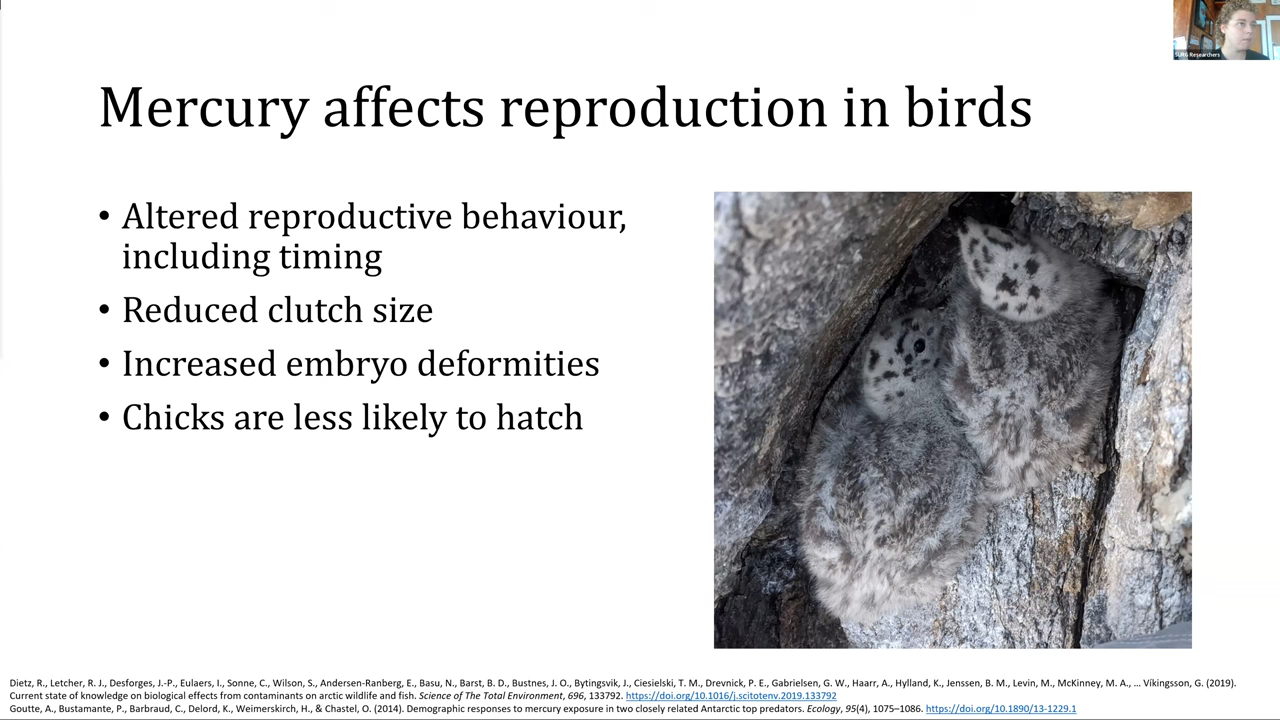 SURG Researchers
Mercury affects reproduction in birds
• Altered reproductive behaviour,
including timing
• Reduced clutch size
• Increased embryo deformities
• Chicks are less likely to hatch
Dietz, R., Letcher, R. J., Desforges, J.-P., Eulaers, I., Sonne, C., Wilson, S., Andersen-Ranberg, E., Basu, N., Barst, B. D., Bustnes, J. O., Bytingsvik, J., Ciesielski, T. M., Drevnick, P. E., Gabrielsen, G. W., Haarr, A., Hylland, K., Jenssen, B. M., Levin, M., McKinney, M. A., … Víkingsson, G. (2019).
Current state of knowledge on biological effects from contaminants on arctic wildlife and fish. Science of The Total Environment, 696, 133792. https://doi.org/10.1016/j.scitotenv.2019.133792
Goutte, A., Bustamante, P., Barbraud, C., Delord, K., Weimerskirch, H., & Chastel, O. (2014). Demographic responses to mercury exposure in two closely related Antarctic top predators. Ecology, 95(4), 1075–1086. https://doi.org/10.1890/13-1229.1